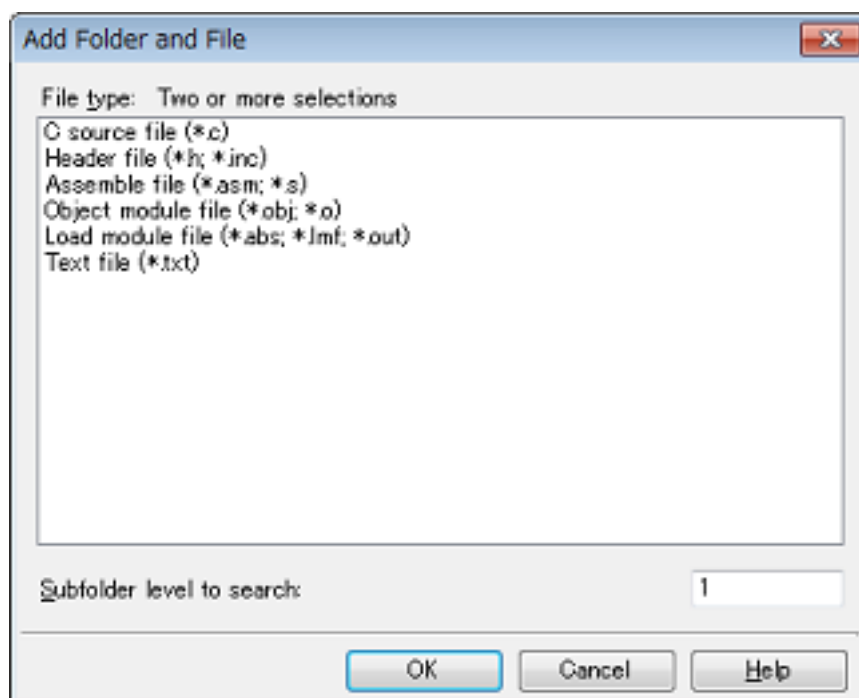 Add Folder and File
File type: Two or more selections
C source file (*.c)
Header file (*.h; *.inc)
Assemble file (*.asm; *.s)
Object module file (*.obj; *.o)
Load module file (*.abs; *.lmf; *.out)
Text file (*.txt)
Subfolder level to search: 1
OK Cancel Help